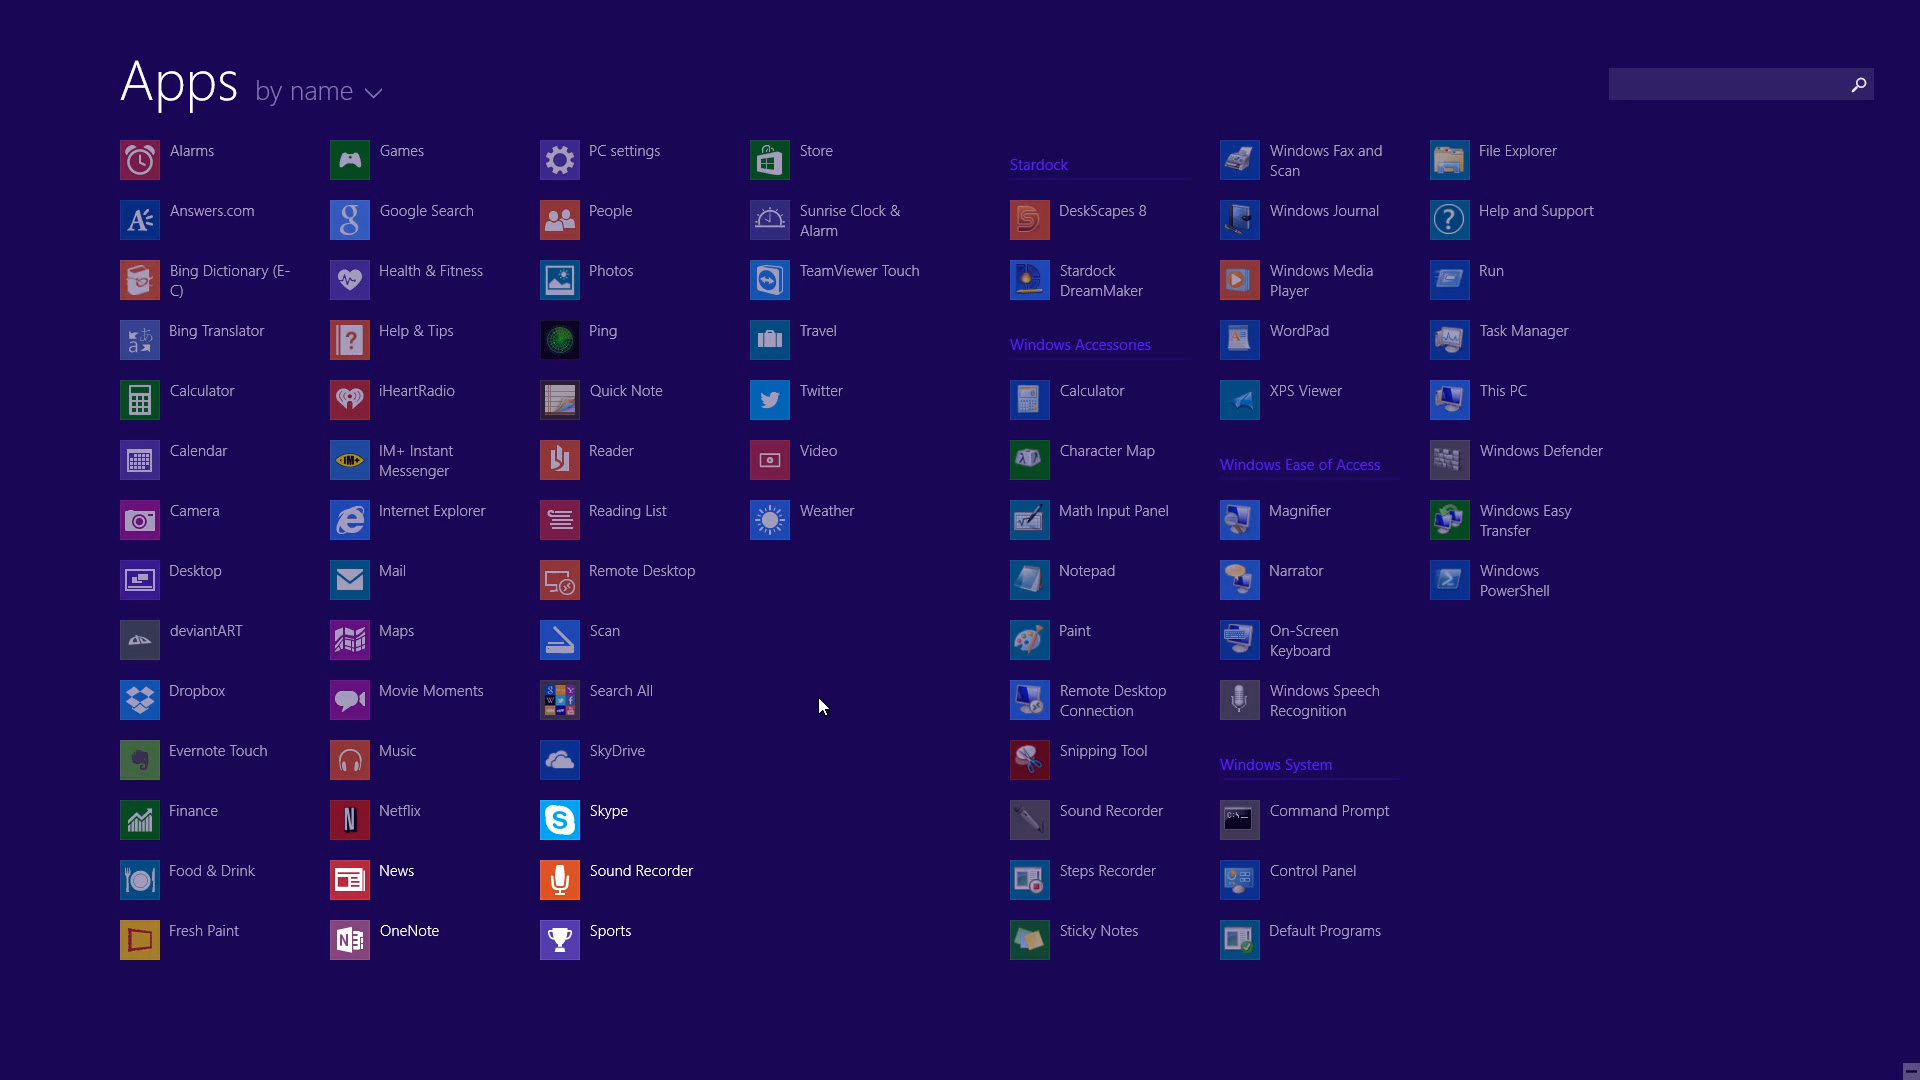 Apps by name
Alarms
Answers.com
Bing Dictionary (E-
C)
Bing Translator
Calculator
Calendar
Camera
Desktop
deviantART
Dropbox
Evernote Touch
Finance
Food & Drink
Fresh Paint
Games
Google Search
Health & Fitness
Help & Tips
iHeartRadio
IM+ Instant
Messenger
Internet Explorer
Mail
Maps
Movie Moments
Music
Netflix
News
OneNote
PC settings
People
Photos
Ping
Quick Note
Reader
Reading List
Remote Desktop
Scan
Search All
SkyDrive
Skype
Sound Recorder
Sports
Store
Sunrise Clock &
Alarm
TeamViewer Touch
Travel
Twitter
Video
Weather
Stardock
DeskScapes 8
Stardock
DreamMaker
Windows Accessories
Calculator
Character Map
Math Input Panel
Notepad
Paint
Remote Desktop
Connection
Snipping Tool
Sound Recorder
Steps Recorder
Sticky Notes
Windows Fax and
Scan
Windows Journal
Windows Media
Player
WordPad
XPS Viewer
Windows Ease of Access
Magnifier
Narrator
On-Screen
Keyboard
Windows Speech
Recognition
Windows System
Command Prompt
Control Panel
Default Programs
File Explorer
Help and Support
Run
Task Manager
This PC
Windows Defender
Windows Easy
Transfer
Windows
PowerShell